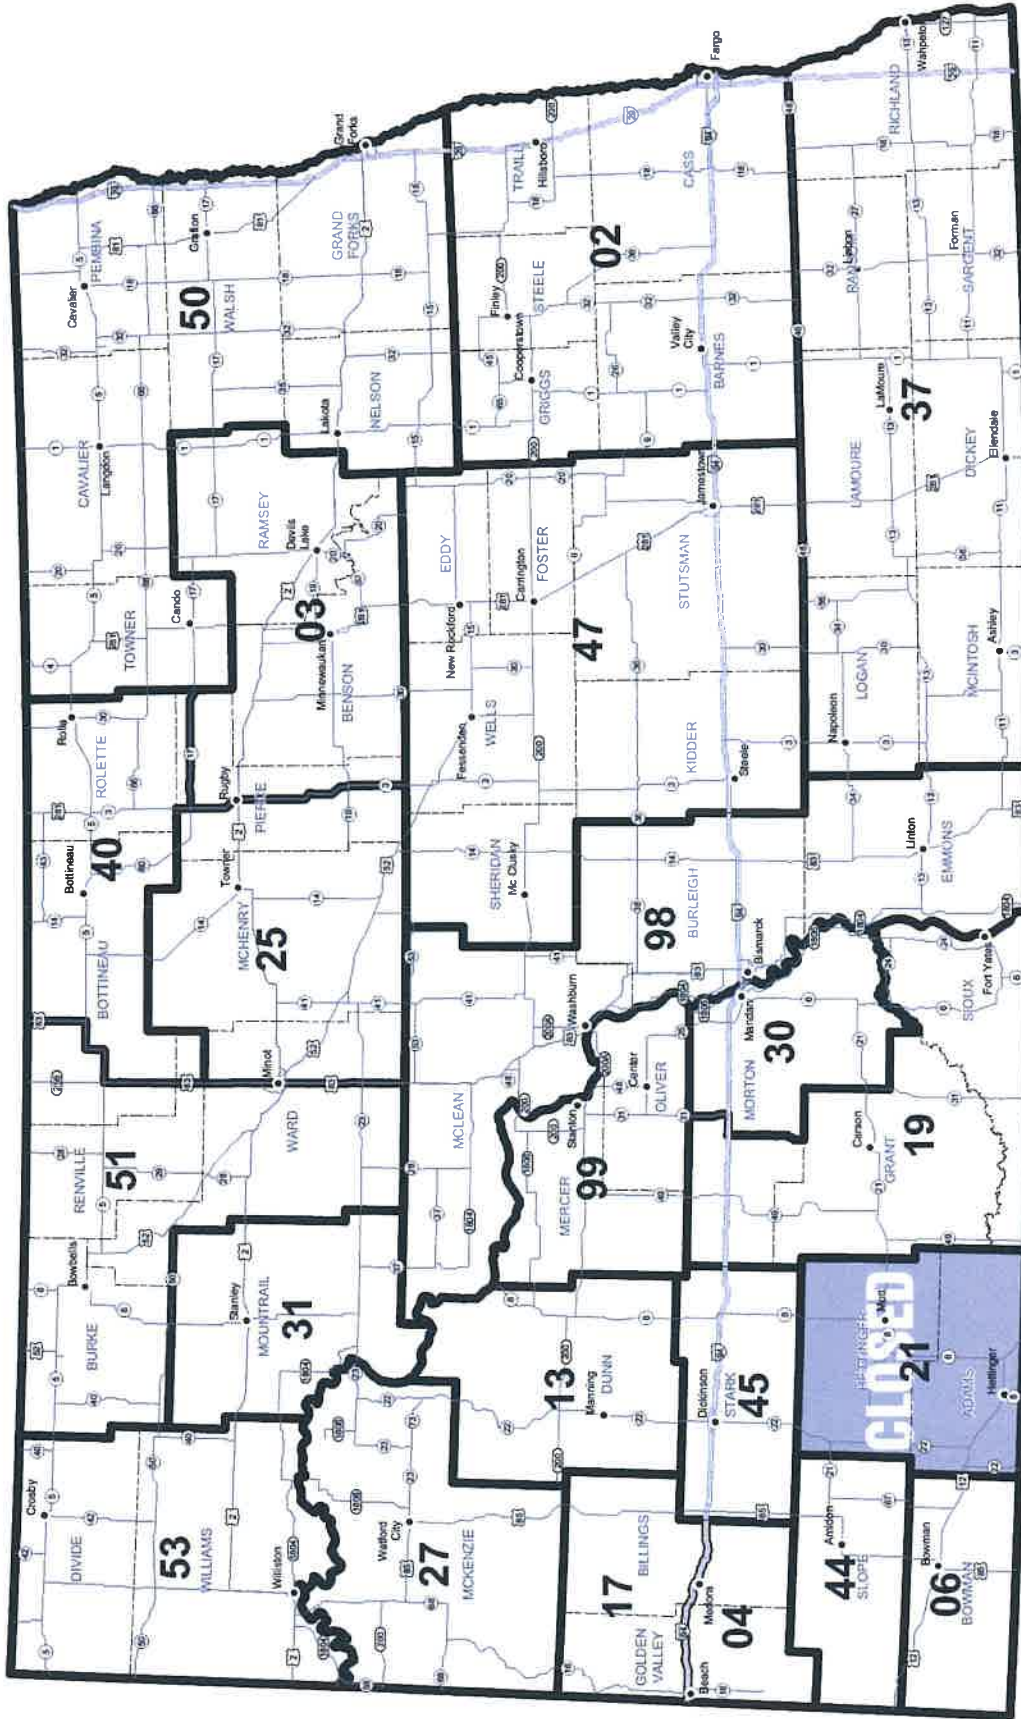 Crosby
DIVIDE
53
WILLIAMS
Williston
BURKE
Bowbells
RENVILLE
51
BOTTINEAU
Bottineau
40
ROLETTE
Rolla
TOWNER
Cando
CAVALIER
Langdon
PEMBINA
Cavalier
50
WALSH
Grafton
Stanley
MOUNTRAIL
31
WARD
Minot
MCHENRY
25
Towner
Rugby
PIERCE
RAMSEY
Devils
Lake
03
Minnewaukan
BENSON
Lakota
NELSON
GRAND
FORKS
Grand
Forks
Watford
City
27
MCKENZIE
MCLEAN
SHERIDAN
Mc Clusky
Fessenden
WELLS
New Rockford
EDDY
Carrington
FOSTER
47
Cooperstown
GRIGGS
Finley
STEELE
TRAILL
Hillsboro
02
13
Manning
DUNN
MERCER
99
Stanton
Washburn
Center
OLIVER
98
BURLEIGH
Bismarck
KIDDER
Steele
STUTSMAN
Jamestown
Valley
City
BARNES
CASS
Fargo
17
BILLINGS
GOLDEN
VALLEY
Medora
Beach
04
Dickinson
STARK
45
MORTON
Mandan
30
44
Amidon
SLOPE
CLOSED
HETTINGER
Mott
21
ADAMS
Hettinger
06
Bowman
BOWMAN
Carson
GRANT
19
SIOUX
Fort Yates
Linton
EMMONS
Napoleon
LOGAN
MCINTOSH
Ashley
LAMOURE
LaMoure
37
DICKEY
Ellendale
RANSOM
Lisbon
SARGENT
Forman
RICHLAND
Wahpeton